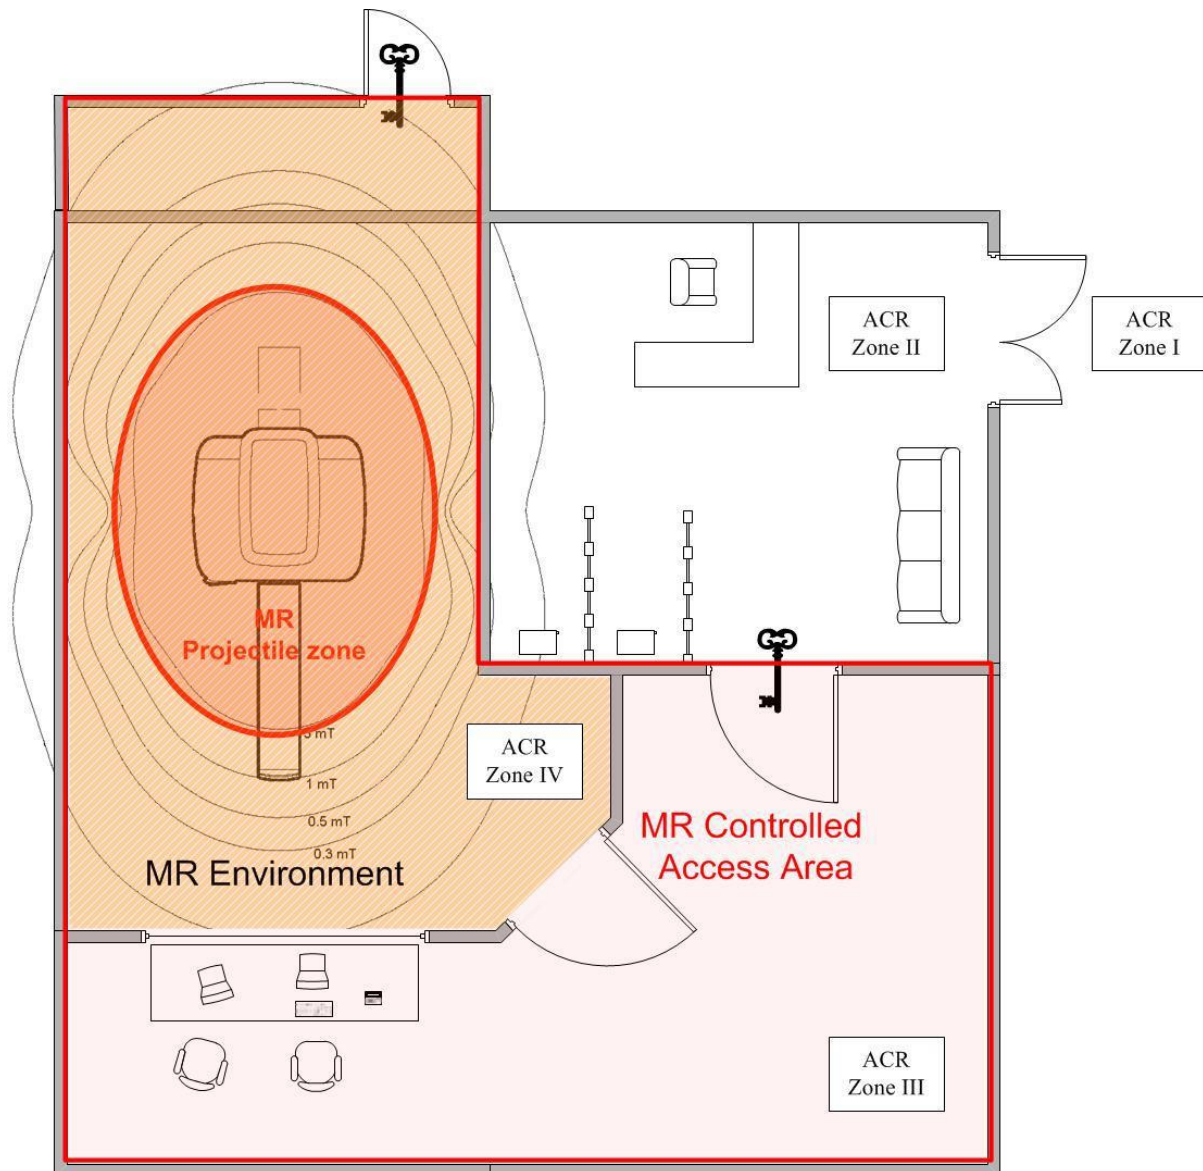 ACR
Zone II
ACR
Zone I
MR
Projectile zone
1 mT
0.5 mT
0.3 mT
MR Environment
ACR
Zone IV
MR Controlled
Access Area
ACR
Zone III